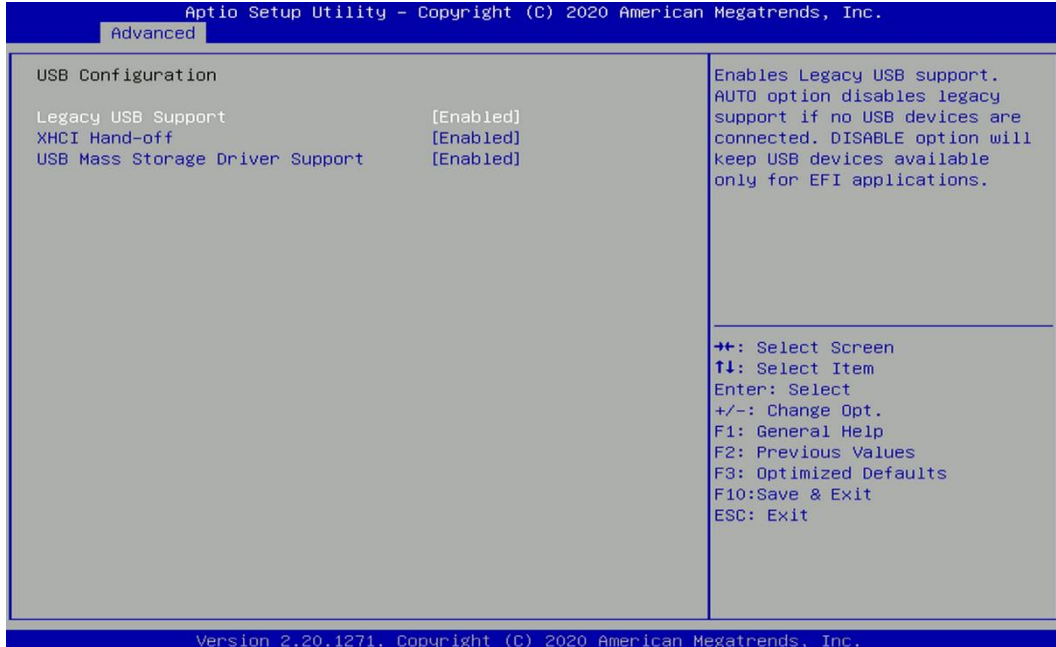 Aptio Setup Utility – Copyright (C) 2020 American Megatrends, Inc.
Advanced
USB Configuration
Legacy USB Support [Enabled]
XHCI Hand-off [Enabled]
USB Mass Storage Driver Support [Enabled]
Enables Legacy USB support.
AUTO option disables legacy
support if no USB devices are
connected. DISABLE option will
keep USB devices available
only for EFI applications.
→←: Select Screen
↑↓: Select Item
Enter: Select
+/-: Change Opt.
F1: General Help
F2: Previous Values
F3: Optimized Defaults
F10:Save & Exit
ESC: Exit
Version 2.20.1271. Copyright (C) 2020 American Megatrends, Inc.